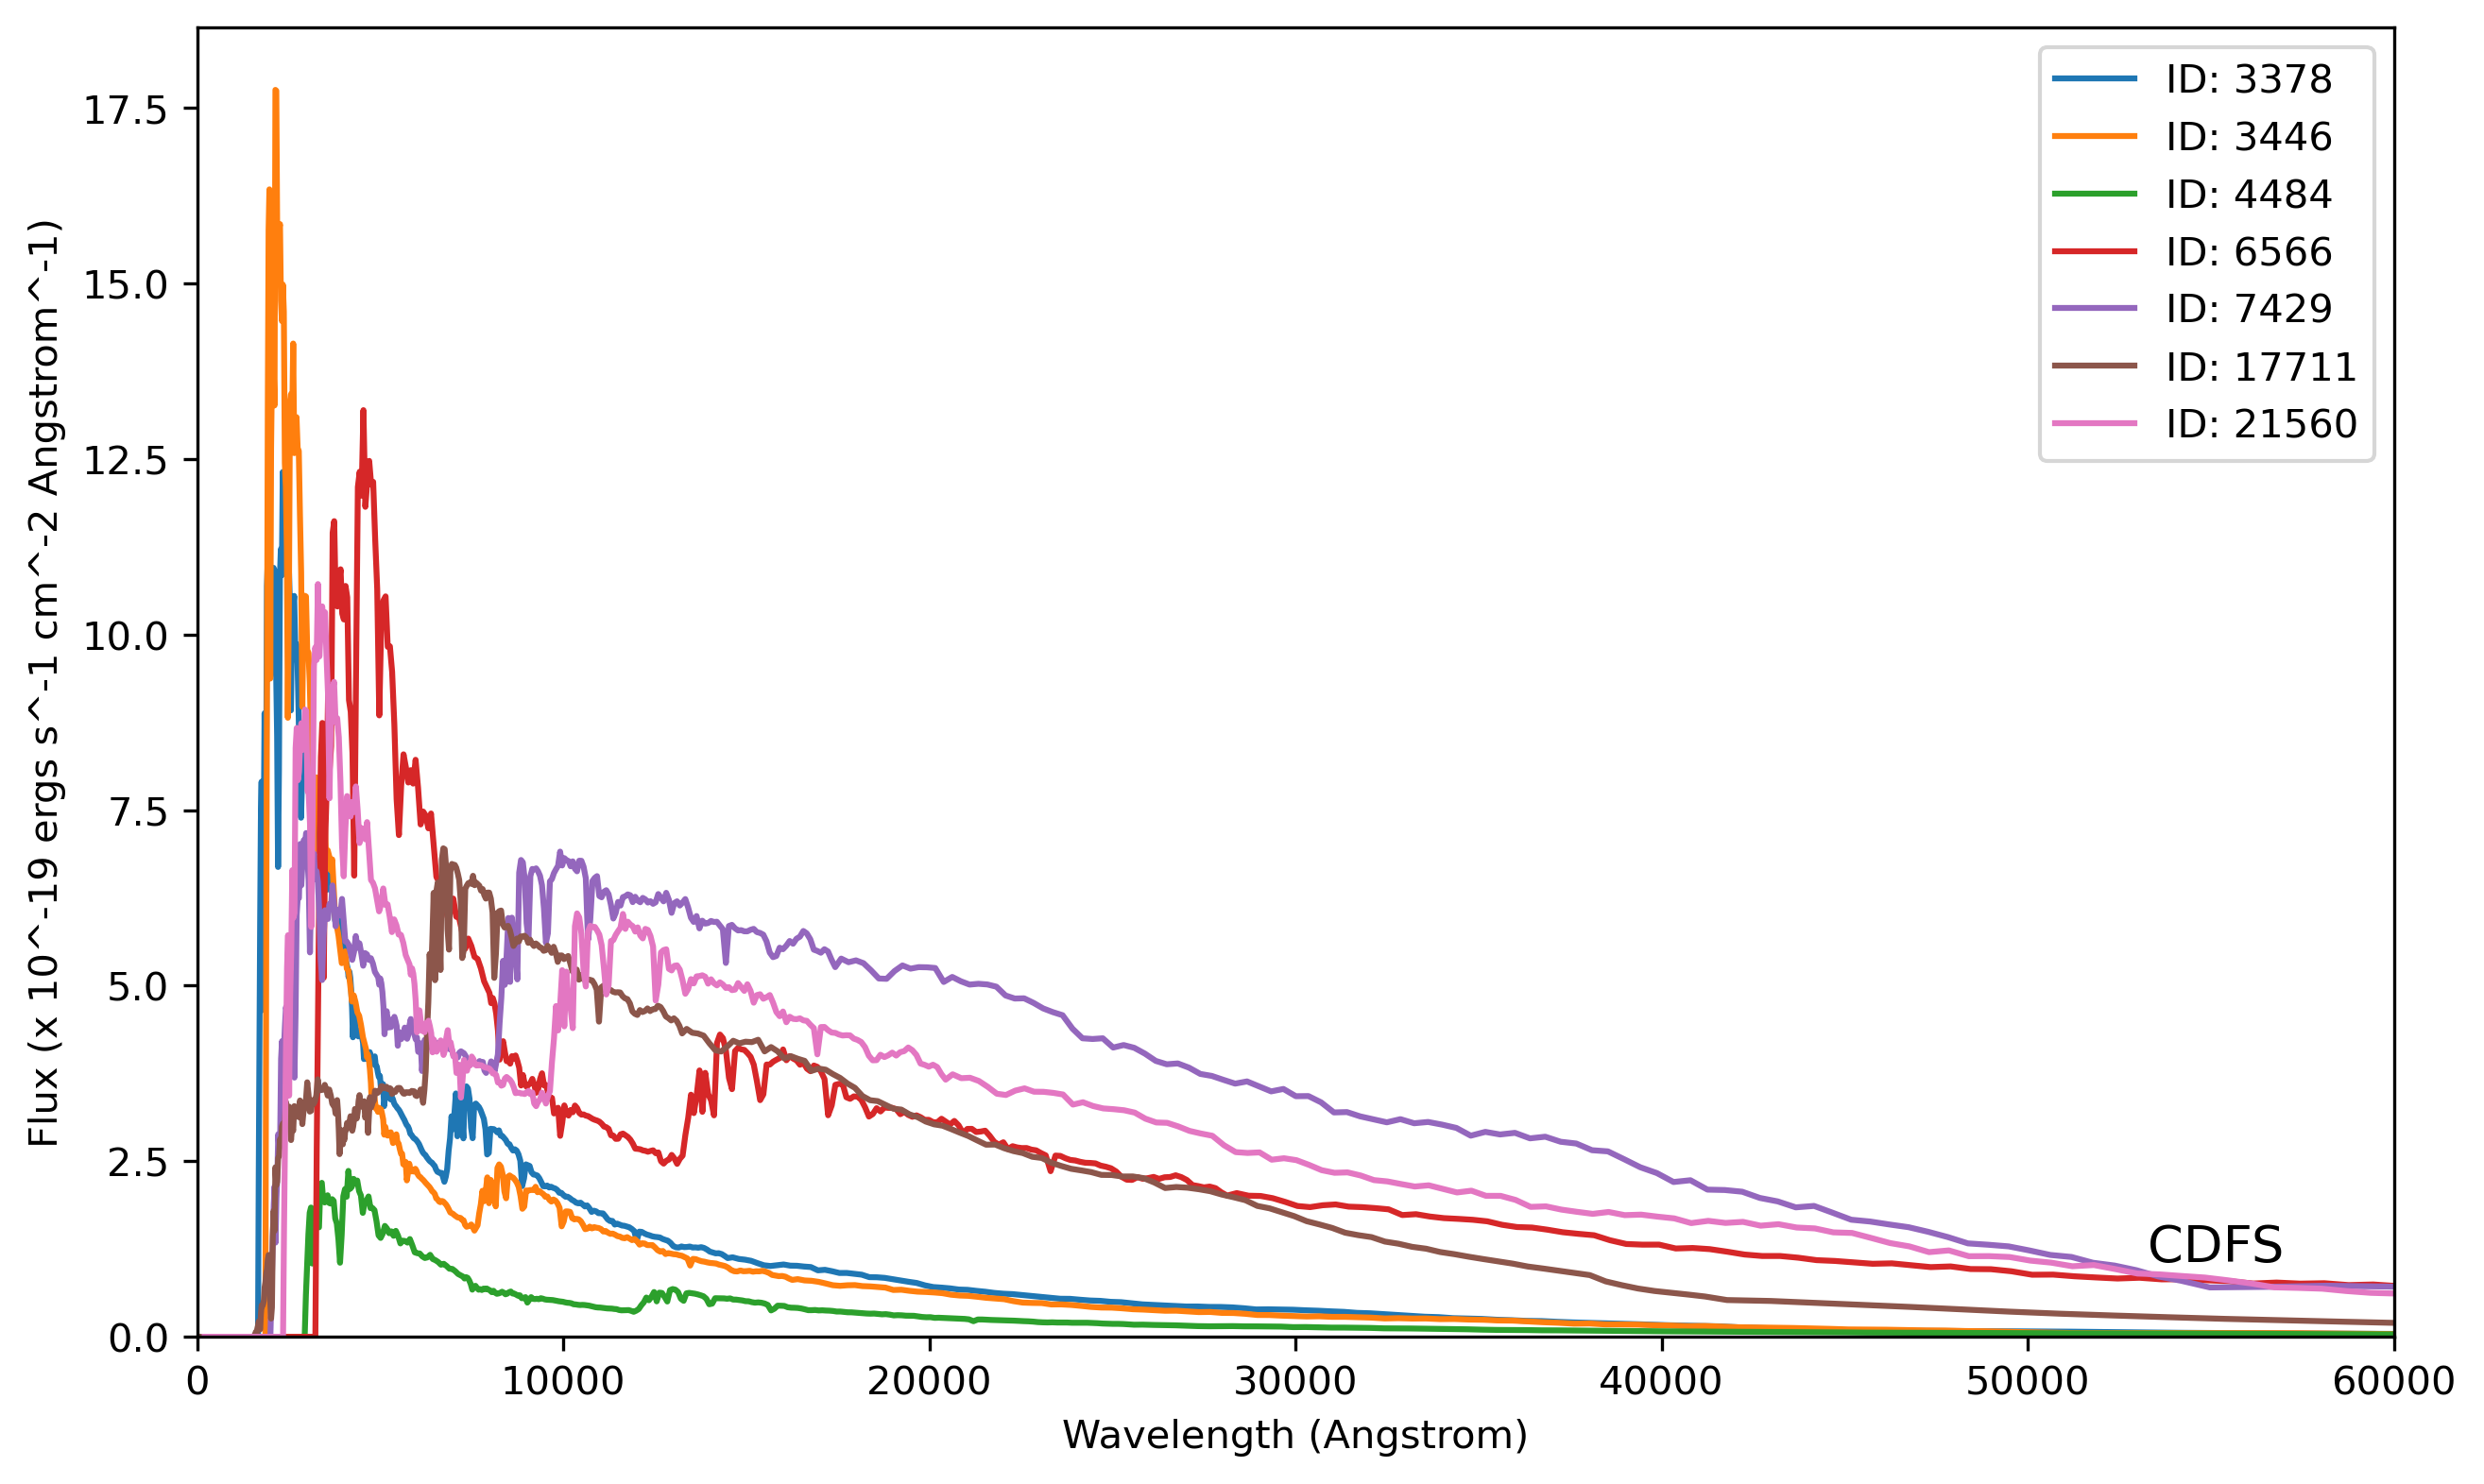 Flux (x 10^-19 ergs s^-1 cm^-2 Angstrom^-1)
17.5
15.0
12.5
10.0
7.5
5.0
2.5
0.0
ID: 3378
ID: 3446
ID: 4484
ID: 6566
ID: 7429
ID: 17711
ID: 21560
CDFS
0 10000 20000 30000 40000 50000 60000
Wavelength (Angstrom)